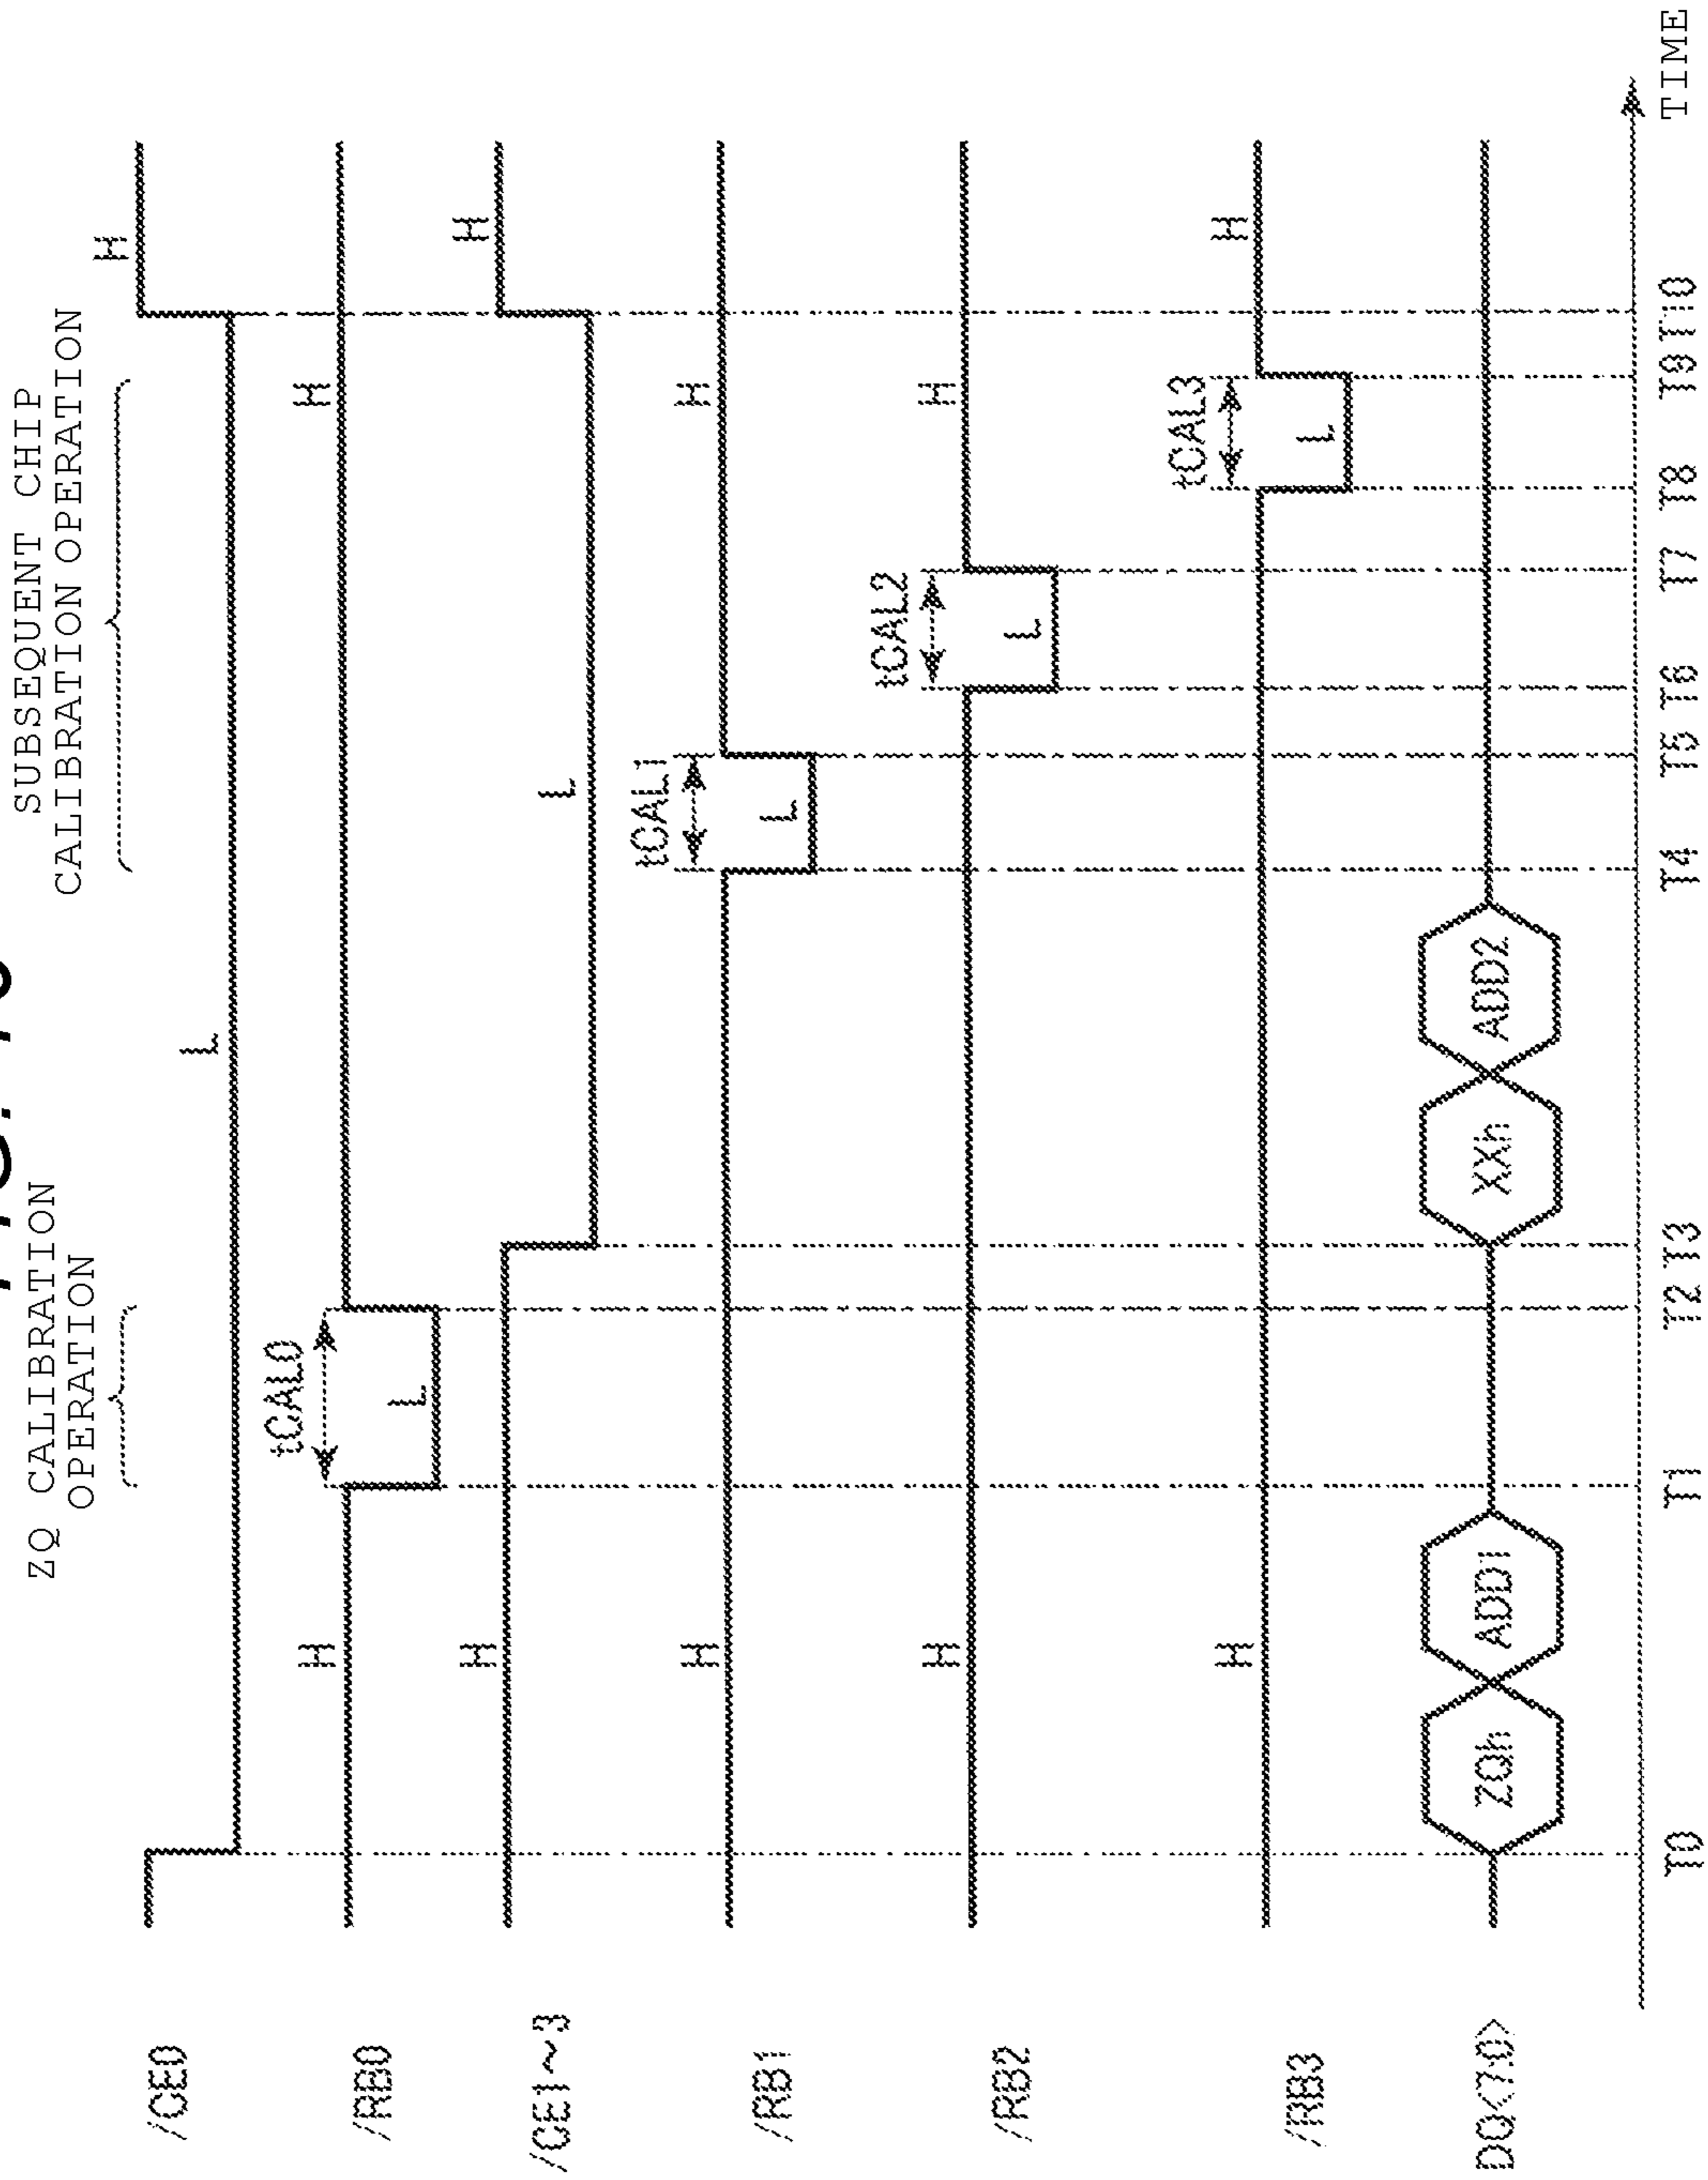 ZQ CALIBRATION
OPERATION
SUBSEQUENT CHIP
CALIBRATION OPERATION
/CE0
L
H
/RB0
H
tCAL0
L
H
/CE1~3
H
L
H
/RB1
H
tCAL1
L
H
/RB2
H
tCAL2
L
H
/RB3
H
tCAL3
L
H
DQ<7:0>
ZQh
ADD1
XXh
ADD2
T0
T1
T2
T3
T4
T5
T6
T7
T8
T9
T10
TIME